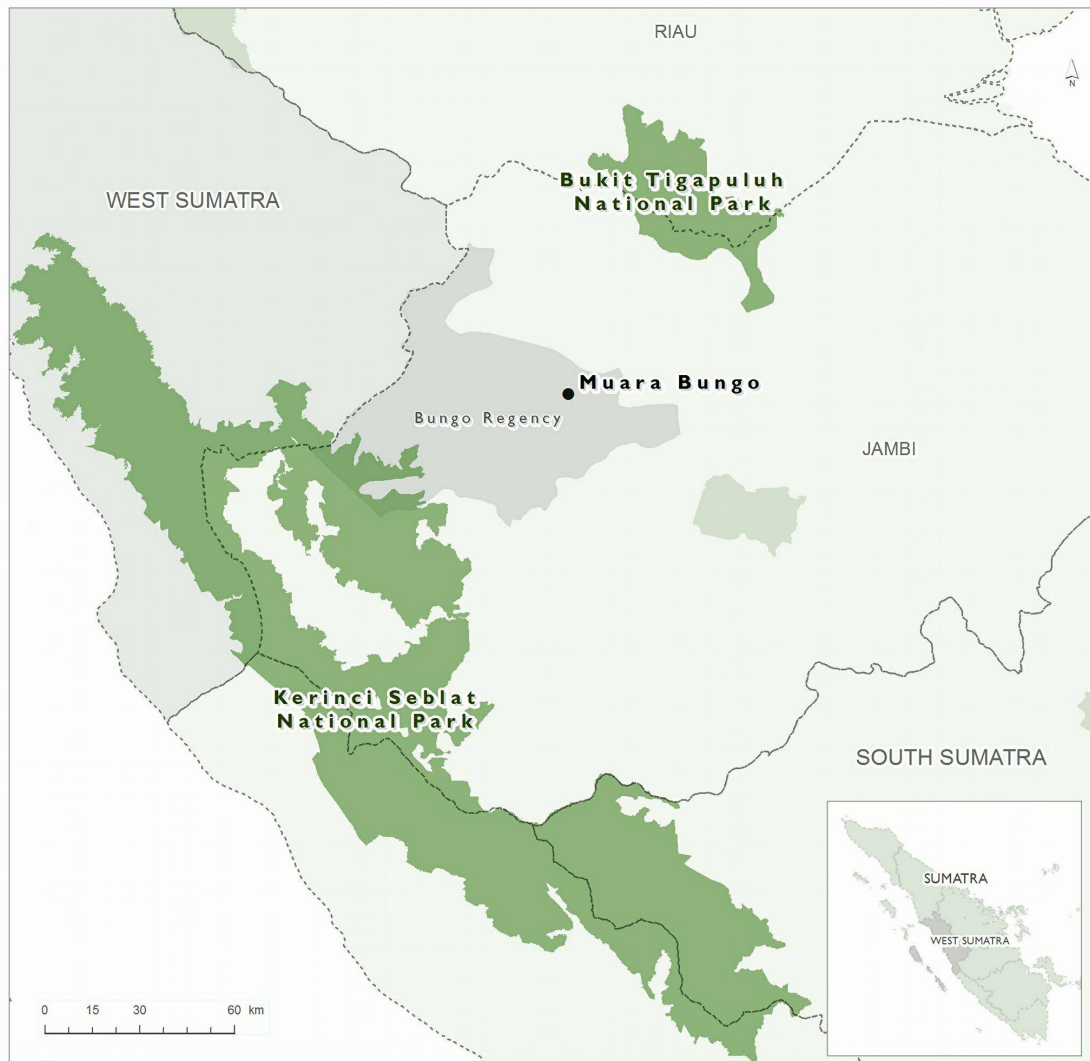 RIAU
N
Bukit Tigapuluh
National Park
WEST SUMATRA
Muara Bungo
Bungo Regency
JAMBI
Kerinci Seblat
National Park
SOUTH SUMATRA
SUMATRA
WEST SUMATRA
0 15 30 60 km